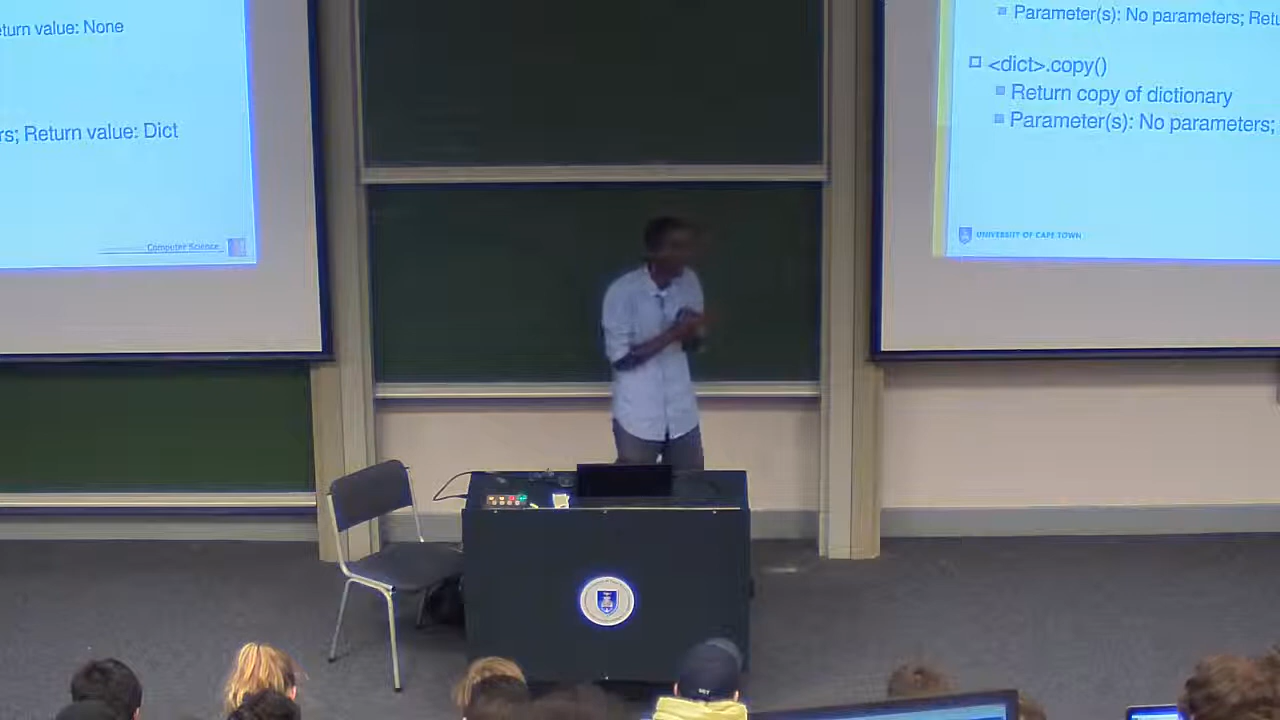 eturn value: None
rs; Return value: Dict
Computer Science
Parameter(s): No parameters; Retu
<dict>.copy()
Return copy of dictionary
Parameter(s): No parameters;
UNIVERSITY OF CAPE TOWN